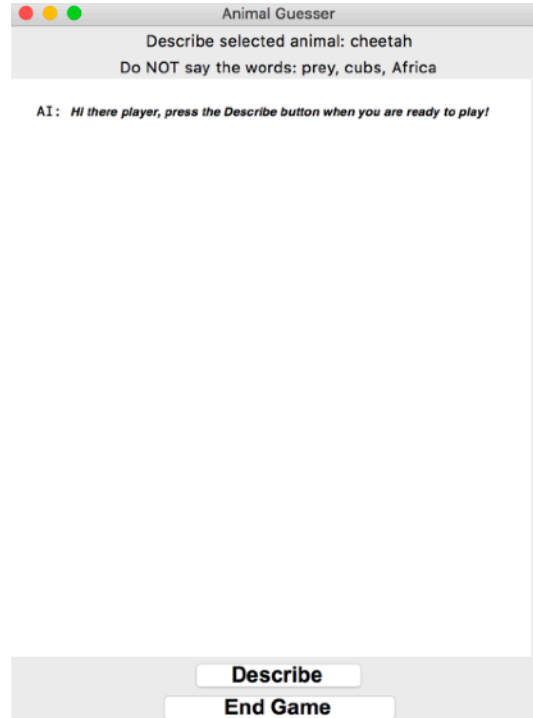 Animal Guesser
Describe selected animal: cheetah
Do NOT say the words: prey, cubs, Africa
AI: Hi there player, press the Describe button when you are ready to play!
Describe
End Game